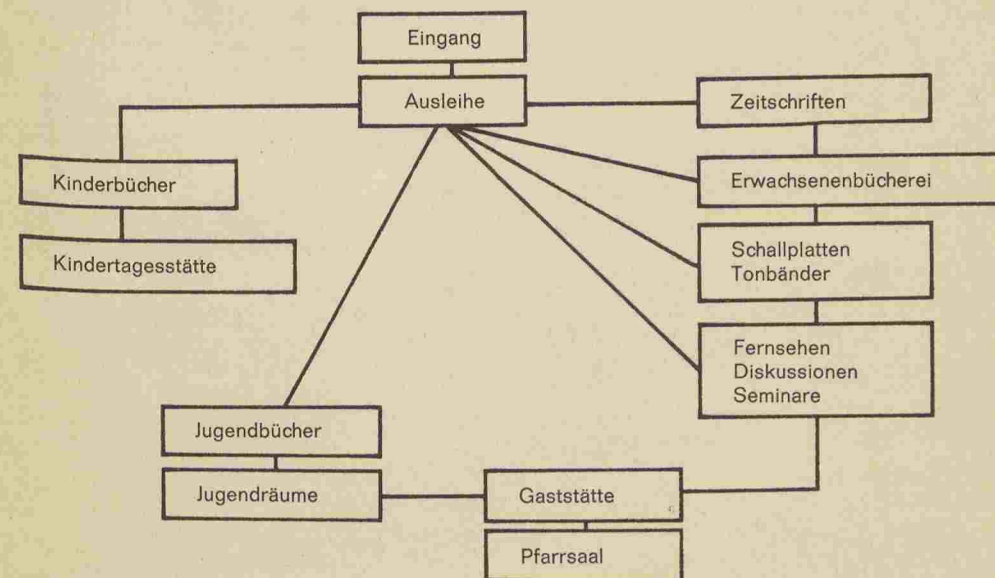 Eingang
Ausleihe
Zeitschriften
Kinderbücher
Erwachsenenbücherei
Kindertagesstätte
Schallplatten
Tonbänder
Fernsehen
Diskussionen
Seminare
Jugendbücher
Jugendräume
Gaststätte
Pfarrsaal